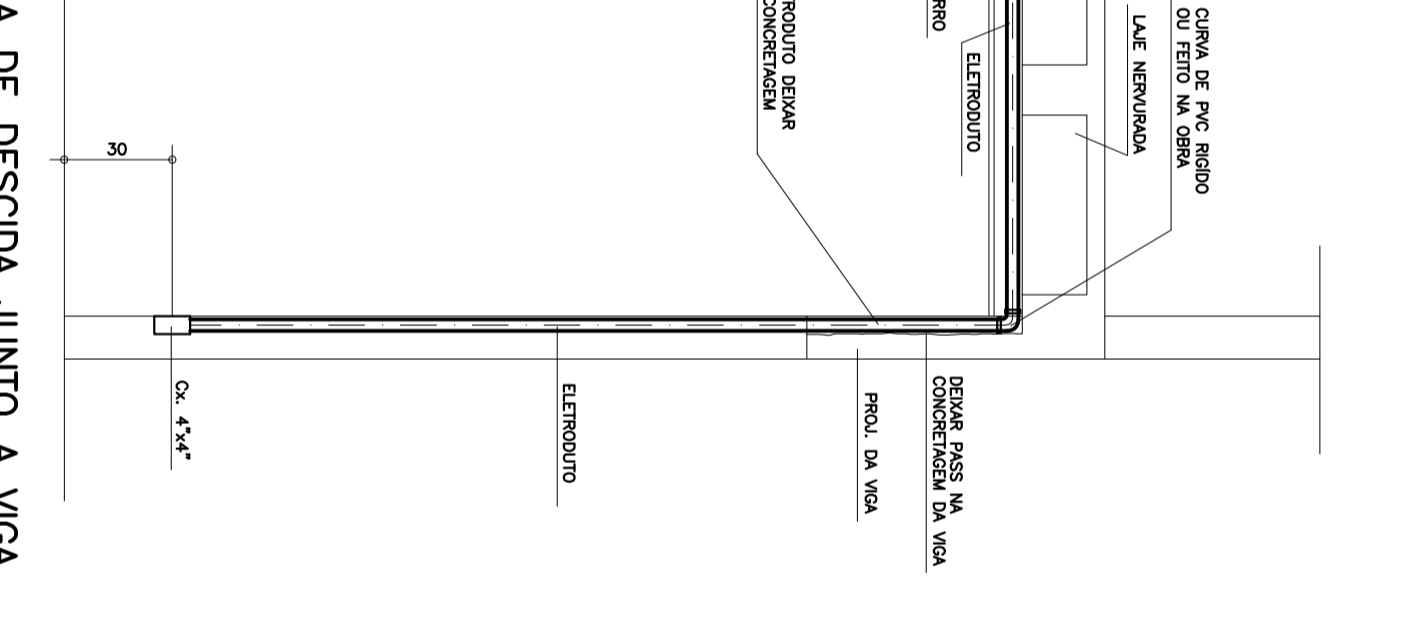 CURVA DE PVC RIGÍDO
OU FEITO NA OBRA
LAJE NERVURADA
ELETRODUTO
RRO
RODUTO DEIXAR
CONCRETAGEM
30
DEIXAR PASS NA
CONCRETAGEM DA VIGA
PROJ. DA VIGA
ELETRODUTO
Cx. 4"x4"
A DE DESCIDA JUNTO A VIGA